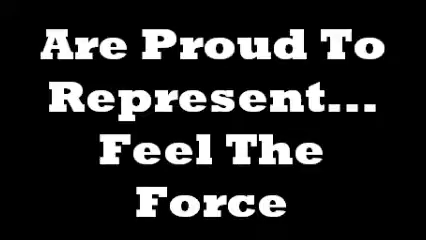 Are Proud To
Represent...
Feel The
Force